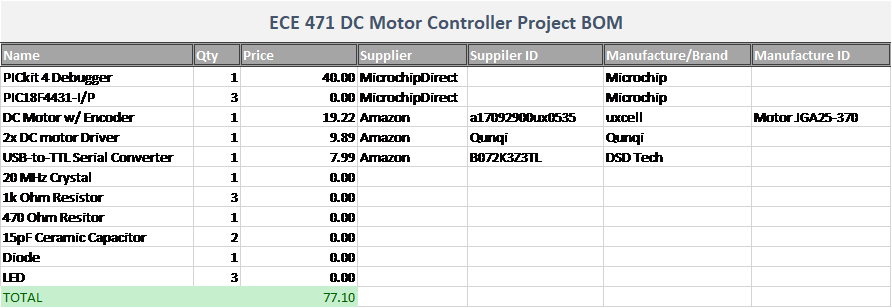 ECE 471 DC Motor Controller Project BOM
Name Qty Price Supplier Suppiler ID Manufacture/Brand Manufacture ID
PICkit 4 Debugger 1 40.00 MicrochipDirect Microchip
PIC18F4431-I/P 3 0.00 MicrochipDirect Microchip
DC Motor w/ Encoder 1 19.22 Amazon a17092900ux0535 uxcell Motor JGA25-370
2x DC motor Driver 1 9.89 Amazon Qunqi Qunqi
USB-to-TTL Serial Converter 1 7.99 Amazon B072K3Z3TL DSD Tech
20 MHz Crystal 1 0.00
1k Ohm Resistor 3 0.00
470 Ohm Resitor 1 0.00
15pF Ceramic Capacitor 2 0.00
Diode 1 0.00
LED 3 0.00
TOTAL 77.10